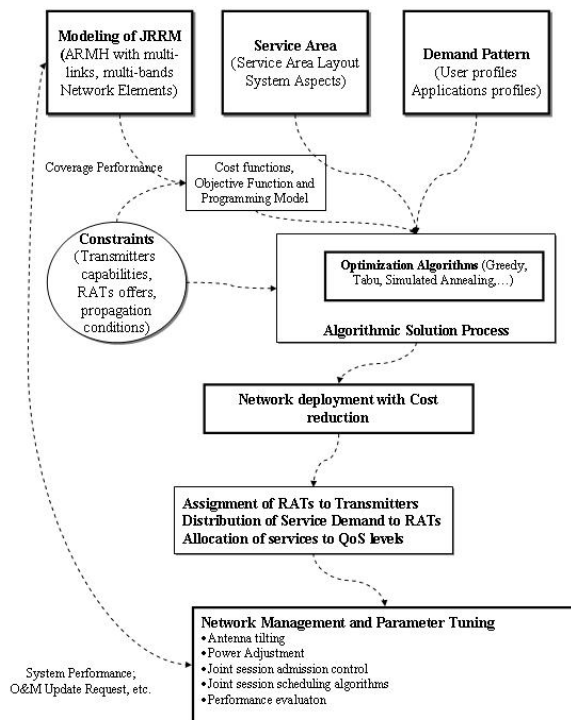 Modeling of JRRM
(ARMH with multi-
links, multi-bands
Network Elements)
Service Area
(Service Area Layout
System Aspects)
Demand Pattern
(User profiles
Applications profiles)
Coverage Performance
Cost functions,
Objective Function and
Programming Model
Constraints
(Transmitters
capabilities,
RATs offers,
propagation
conditions)
Optimization Algorithms (Greedy,
Tabu, Simulated Annealing,...)
Algorithmic Solution Process
Network deployment with Cost
reduction
Assignment of RATs to Transmitters
Distribution of Service Demand to RATs
Allocation of services to QoS levels
Network Management and Parameter Tuning
•Antenna tilting
•Power Adjustment
•Joint session admission control
•Joint session scheduling algorithms
•Performance evaluaton
System Performance;
O&M Update Request, etc.